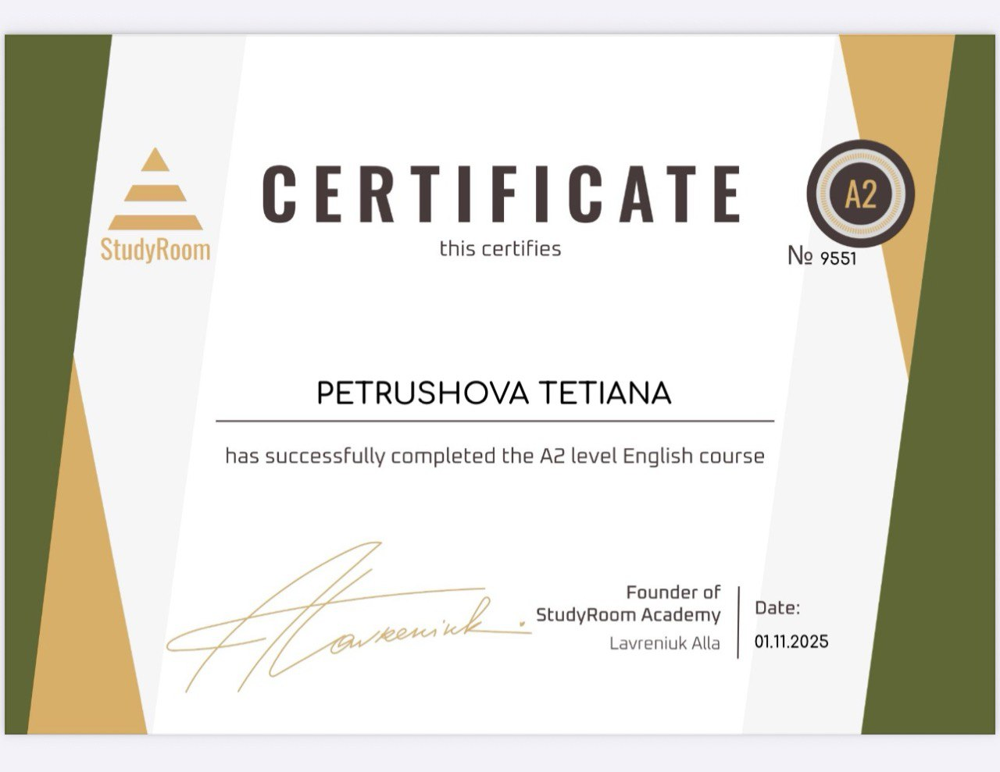 CERTIFICATE
this certifies
StudyRoom
A2
№ 9551
PETRUSHOVA TETIANA
has successfully completed the A2 level English course
Lavreniuk
Founder of
StudyRoom Academy
Lavreniuk Alla
Date:
01.11.2025